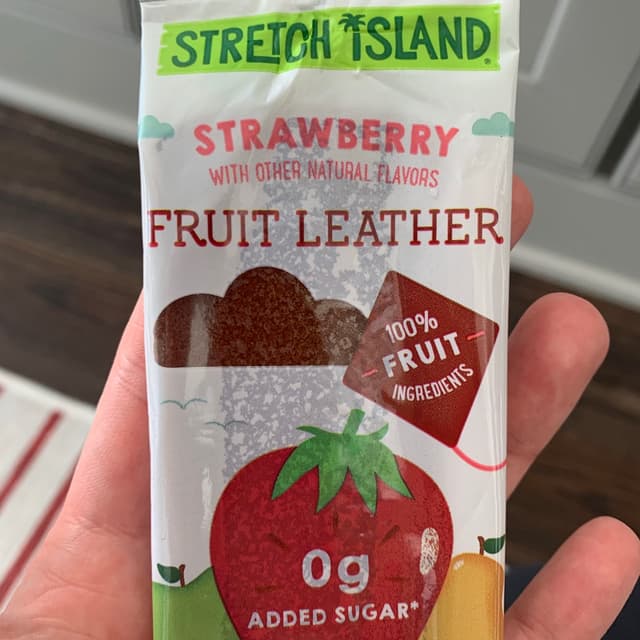 STRETCH ISLAND®
STRAWBERRY
WITH OTHER NATURAL FLAVORS
FRUIT LEATHER
100%
FRUIT
INGREDIENTS
0g
ADDED SUGAR*